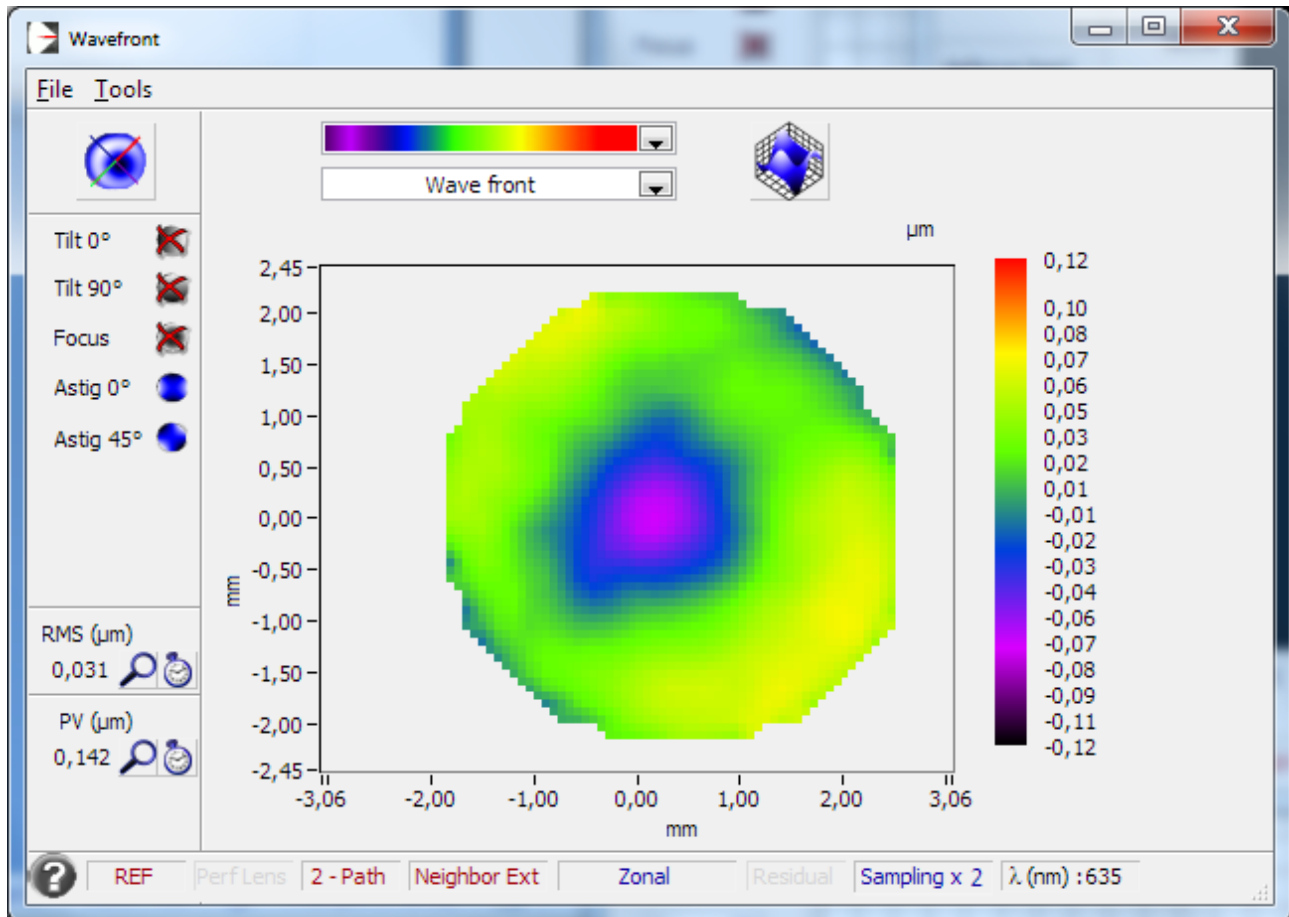 Wavefront
File Tools
Wave front
Tilt 0°
Tilt 90°
Focus
Astig 0°
Astig 45°
RMS (µm)
0,031
PV (µm)
0,142
µm
0,12
0,10
0,08
0,07
0,06
0,05
0,03
0,02
0,01
-0,01
-0,02
-0,03
-0,04
-0,06
-0,07
-0,08
-0,09
-0,11
-0,12
2,45
2,00
1,50
1,00
0,50
0,00
-0,50
-1,00
-1,50
-2,00
-2,45
mm
-3,06 -2,00 -1,00 0,00 1,00 2,00 3,06
mm
REF Perf Lens 2 - Path Neighbor Ext Zonal Residual Sampling x 2 λ (nm) :635